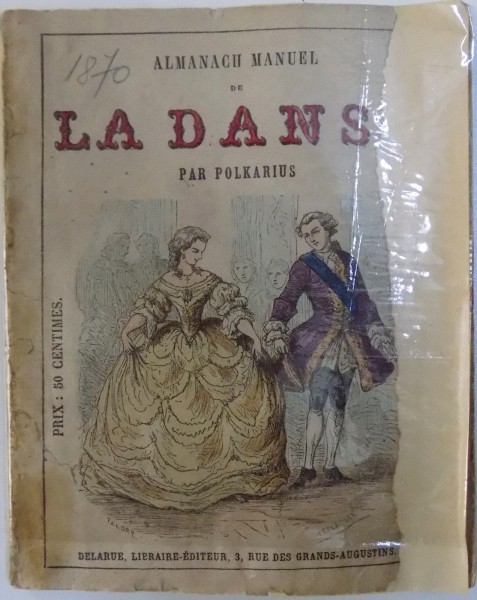 1870
ALMANACH MANUEL
DE
LA DANS
PAR POLKARIUS
PRIX : 50 CENTIMES.
DELARUE, LIBRAIRE-ÉDITEUR, 3, RUE DES GRANDS-AUGUSTINS.